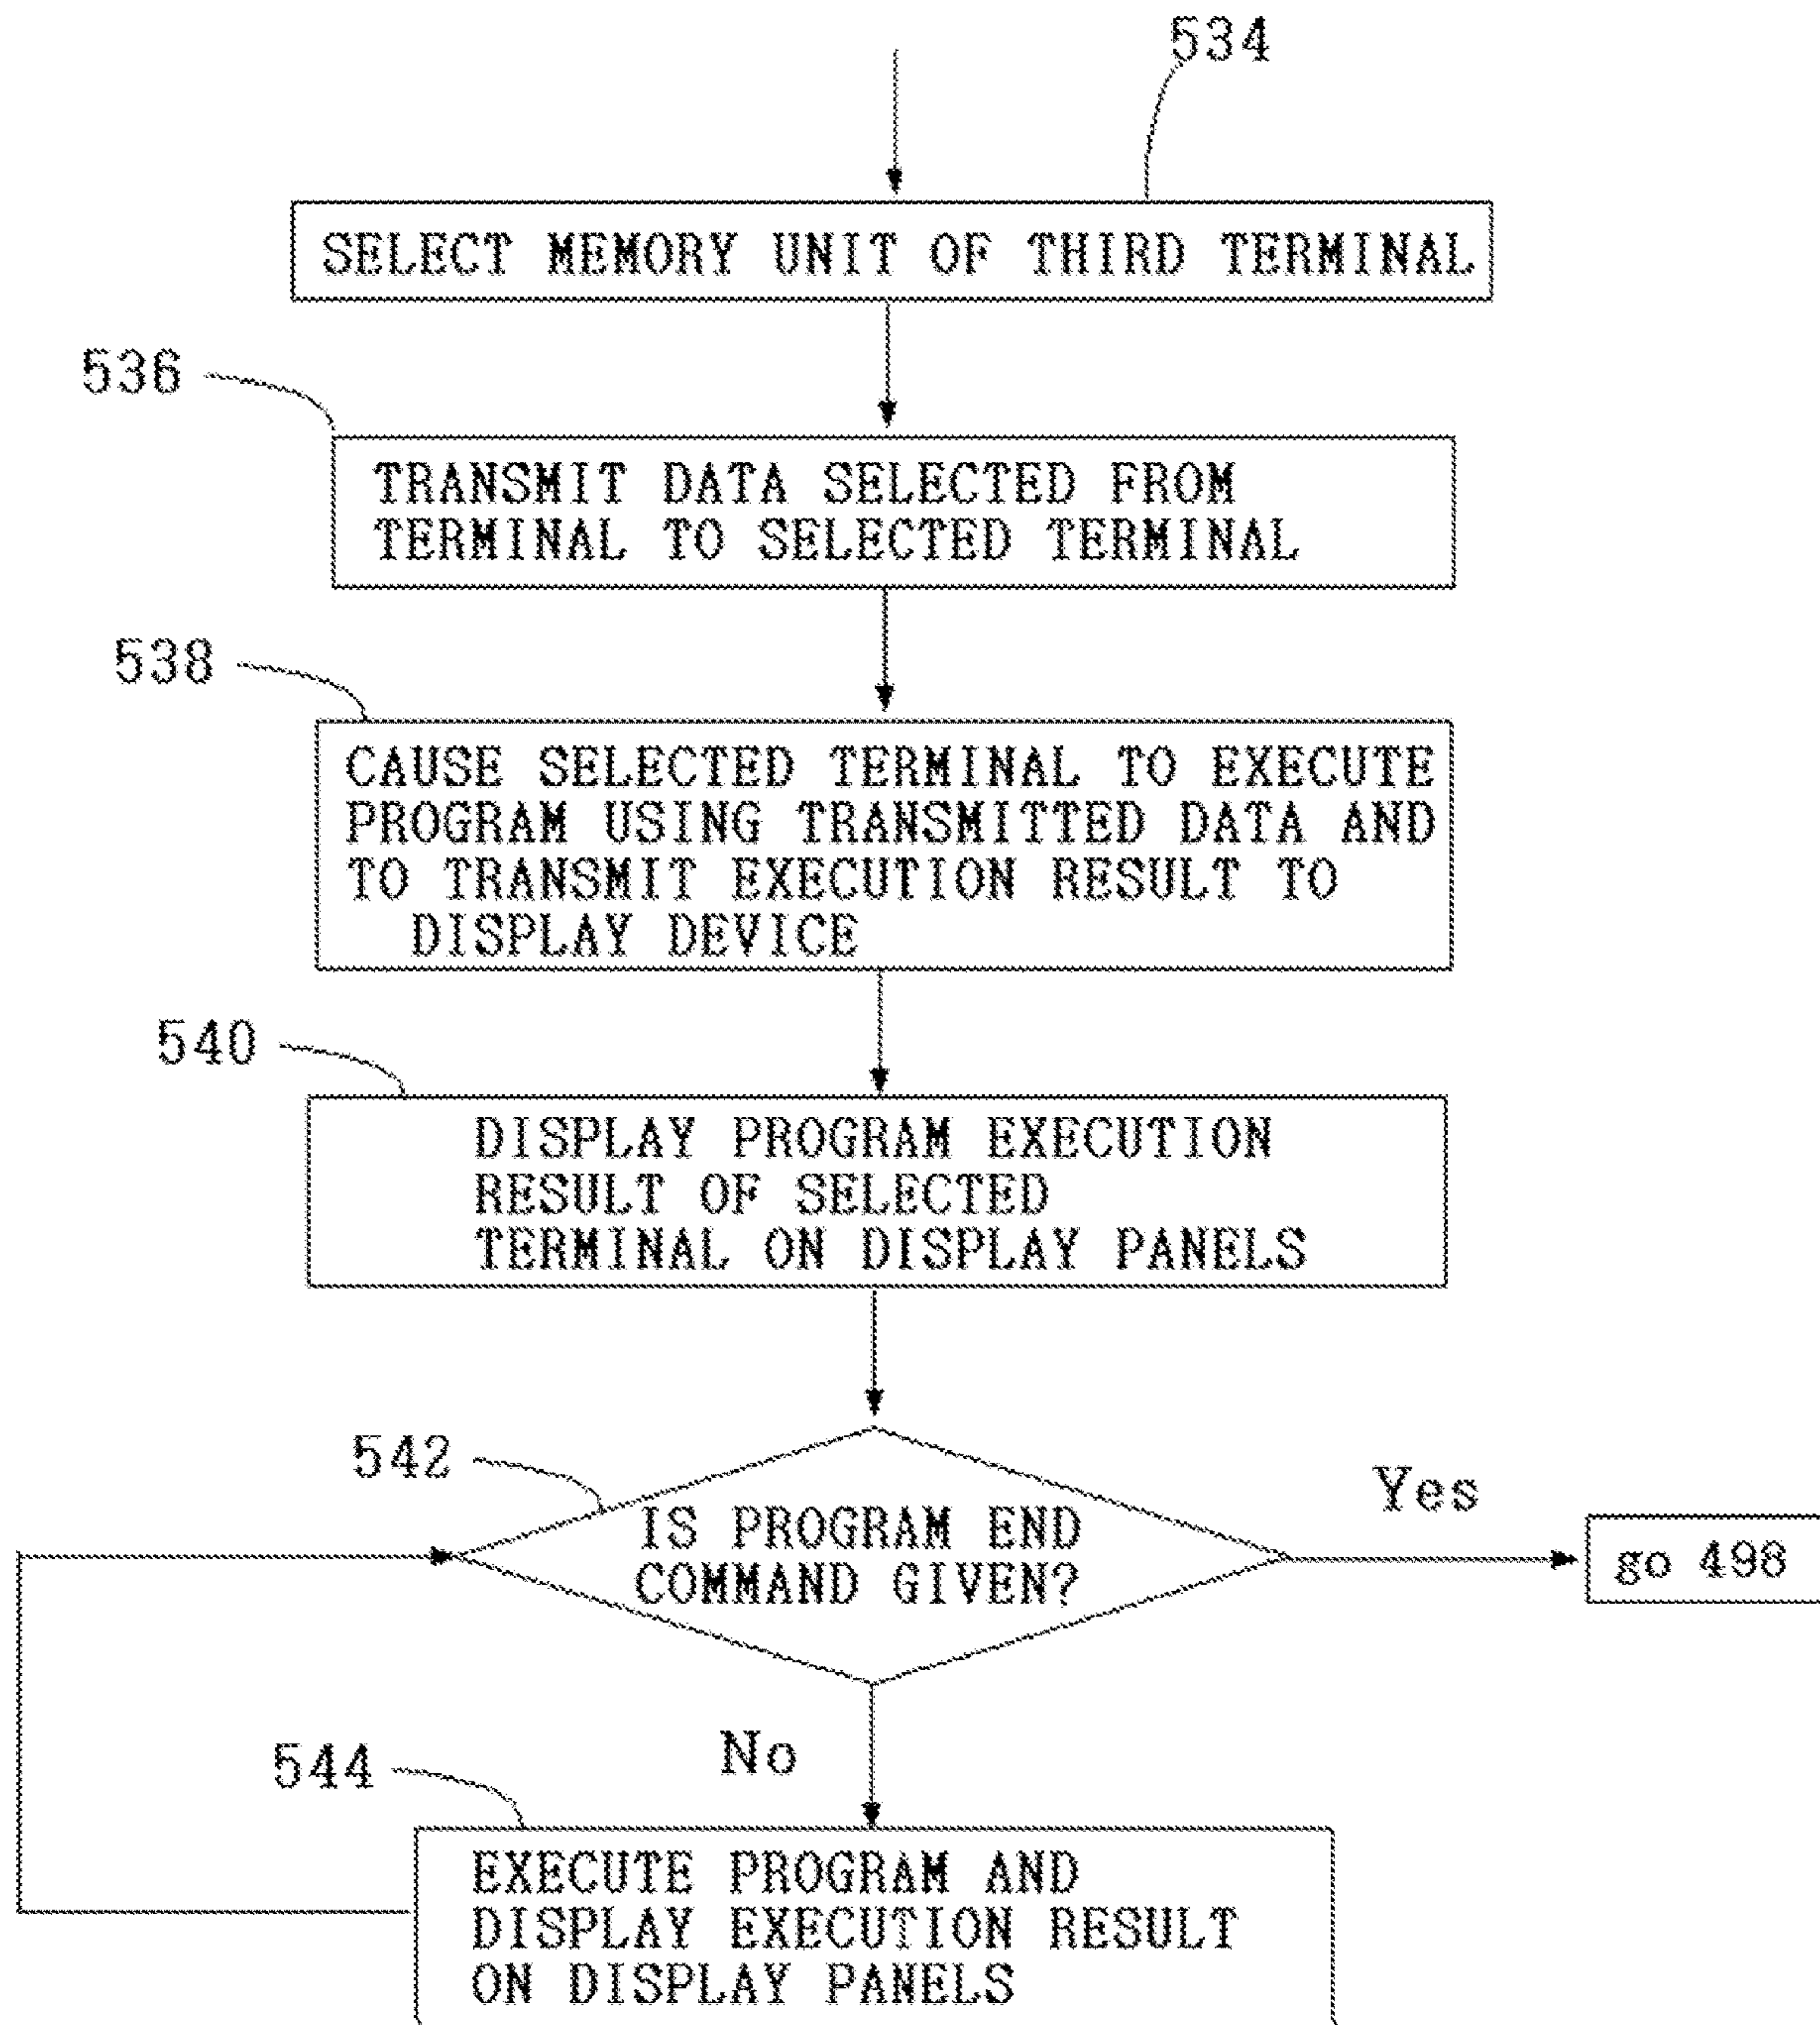 534
SELECT MEMORY UNIT OF THIRD TERMINAL
536
TRANSMIT DATA SELECTED FROM
TERMINAL TO SELECTED TERMINAL
538
CAUSE SELECTED TERMINAL TO EXECUTE
PROGRAM USING TRANSMITTED DATA AND
TO TRANSMIT EXECUTION RESULT TO
DISPLAY DEVICE
540
DISPLAY PROGRAM EXECUTION
RESULT OF SELECTED
TERMINAL ON DISPLAY PANELS
542
IS PROGRAM END
COMMAND GIVEN?
Yes
go 498
No
544
EXECUTE PROGRAM AND
DISPLAY EXECUTION RESULT
ON DISPLAY PANELS